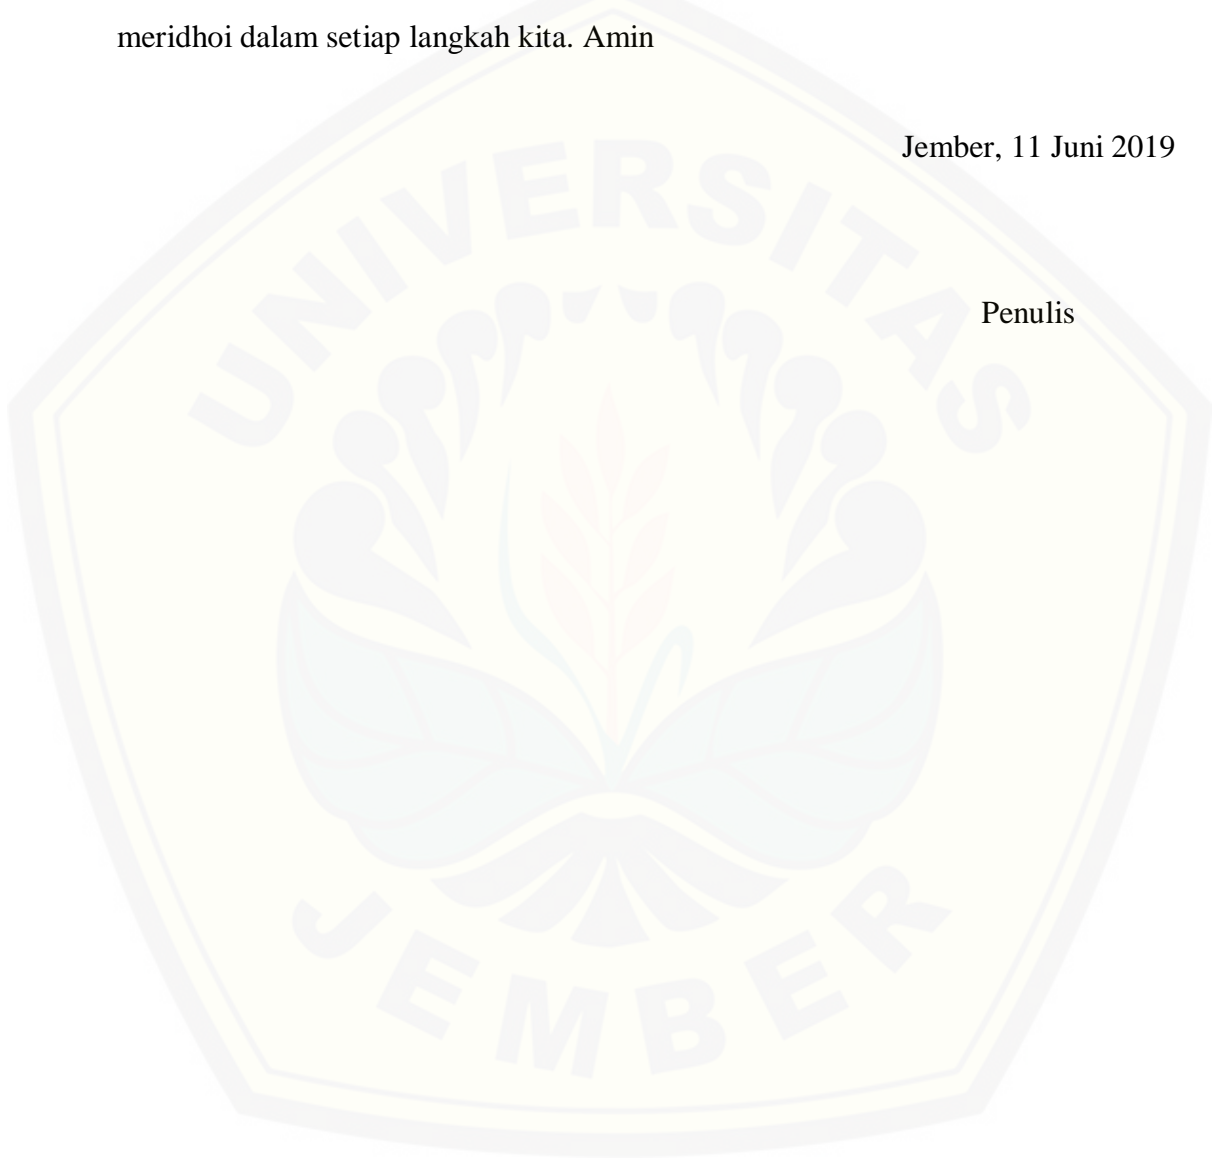 meridhoi dalam setiap langkah kita. Amin
Jember, 11 Juni 2019
Penulis
UNIVERSITAS
JEMBER